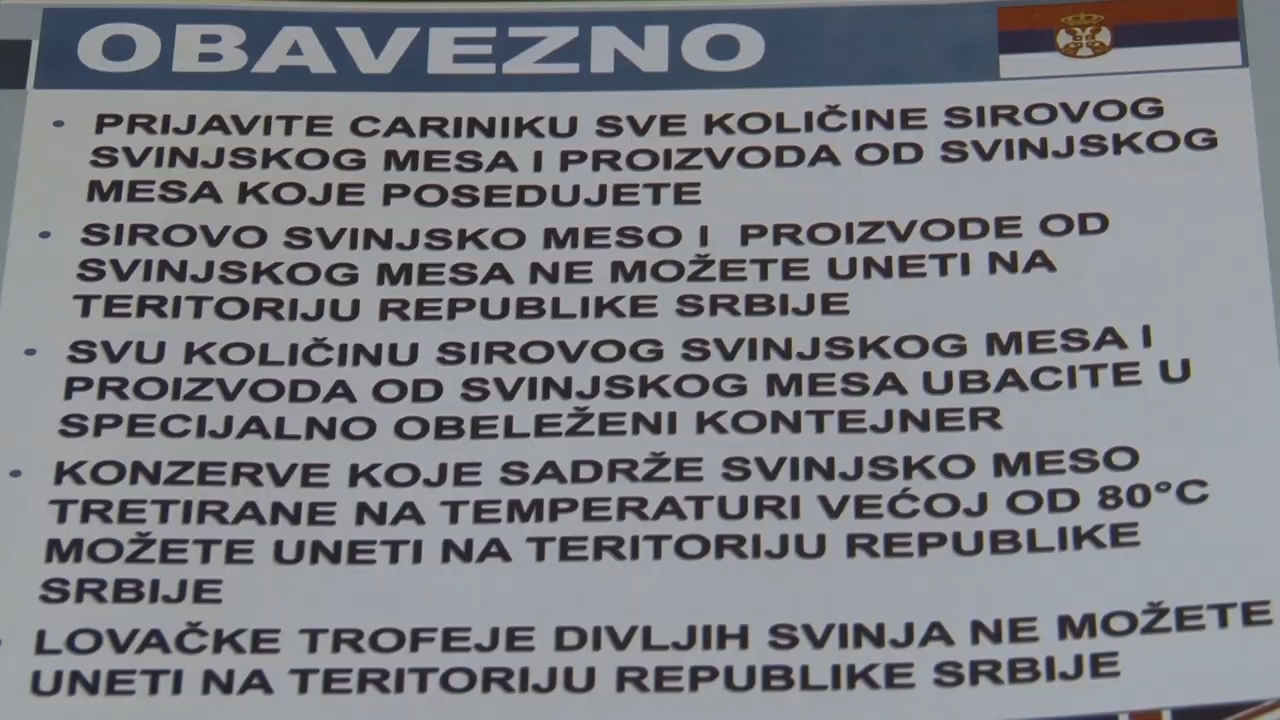 OBAVEZNO
• PRIJAVITE CARINIKU SVE KOLIČINE SIROVOG
SVINJSKOG MESA I PROIZVODA OD SVINJSKOG
MESA KOJE POSEDUJETE
• SIROVO SVINJSKO MESO I PROIZVODE OD
SVINJSKOG MESA NE MOŽETE UNETI NA
TERITORIJU REPUBLIKE SRBIJE
• SVU KOLIČINU SIROVOG SVINJSKOG MESA I
PROIZVODA OD SVINJSKOG MESA UBACITE U
SPECIJALNO OBELEŽENI KONTEJNER
• KONZERVE KOJE SADRŽE SVINJSKO MESO
TRETIRANE NA TEMPERATURI VEĆOJ OD 80°C
MOŽETE UNETI NA TERITORIJU REPUBLIKE
SRBIJE
• LOVAČKE TROFEJE DIVLJIH SVINJA NE MOŽETE
UNETI NA TERITORIJU REPUBLIKE SRBIJE